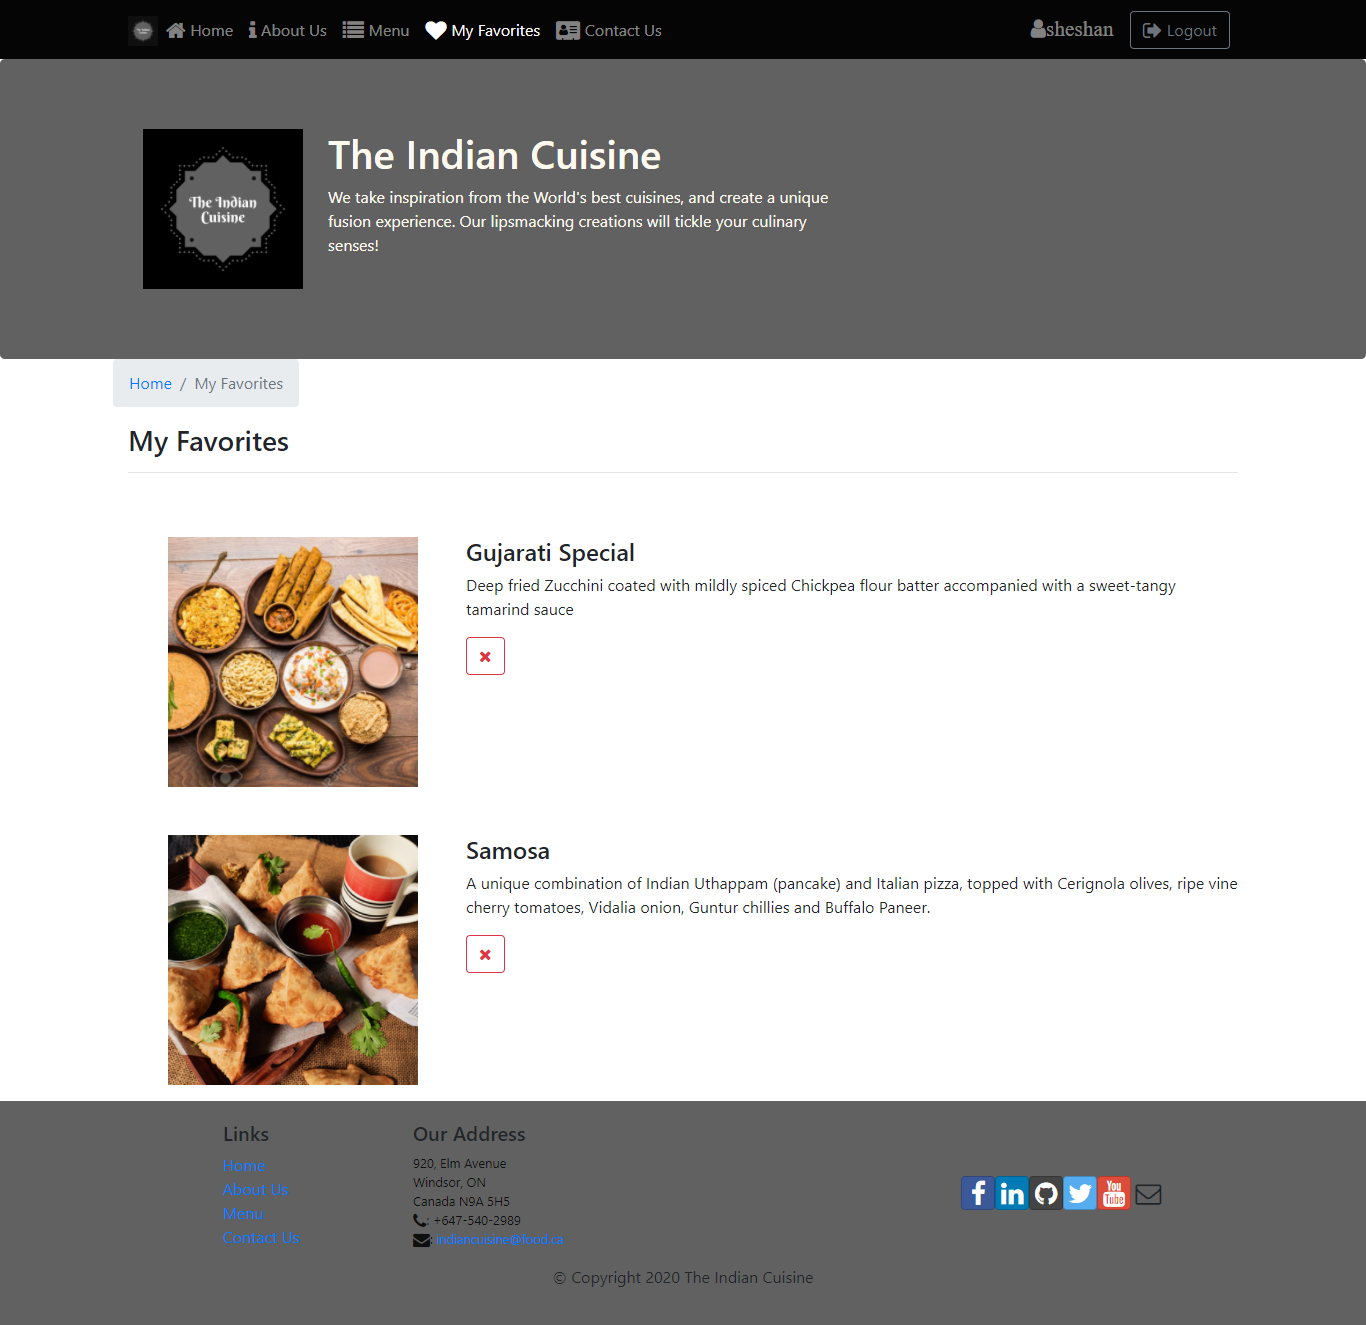 Home About Us Menu My Favorites Contact Us sheshan Logout
The Indian
Cuisine
The Indian Cuisine
We take inspiration from the World's best cuisines, and create a unique
fusion experience. Our lipsmacking creations will tickle your culinary
senses!
Home / My Favorites
My Favorites
Gujarati Special
Deep fried Zucchini coated with mildly spiced Chickpea flour batter accompanied with a sweet-tangy
tamarind sauce
Samosa
A unique combination of Indian Uthappam (pancake) and Italian pizza, topped with Cerignola olives, ripe vine
cherry tomatoes, Vidalia onion, Guntur chillies and Buffalo Paneer.
Links
Home
About Us
Menu
Contact Us
Our Address
920, Elm Avenue
Windsor, ON
Canada N9A 5H5
: +647-540-2989
: indiancuisine@food.ca
You
Tube
© Copyright 2020 The Indian Cuisine